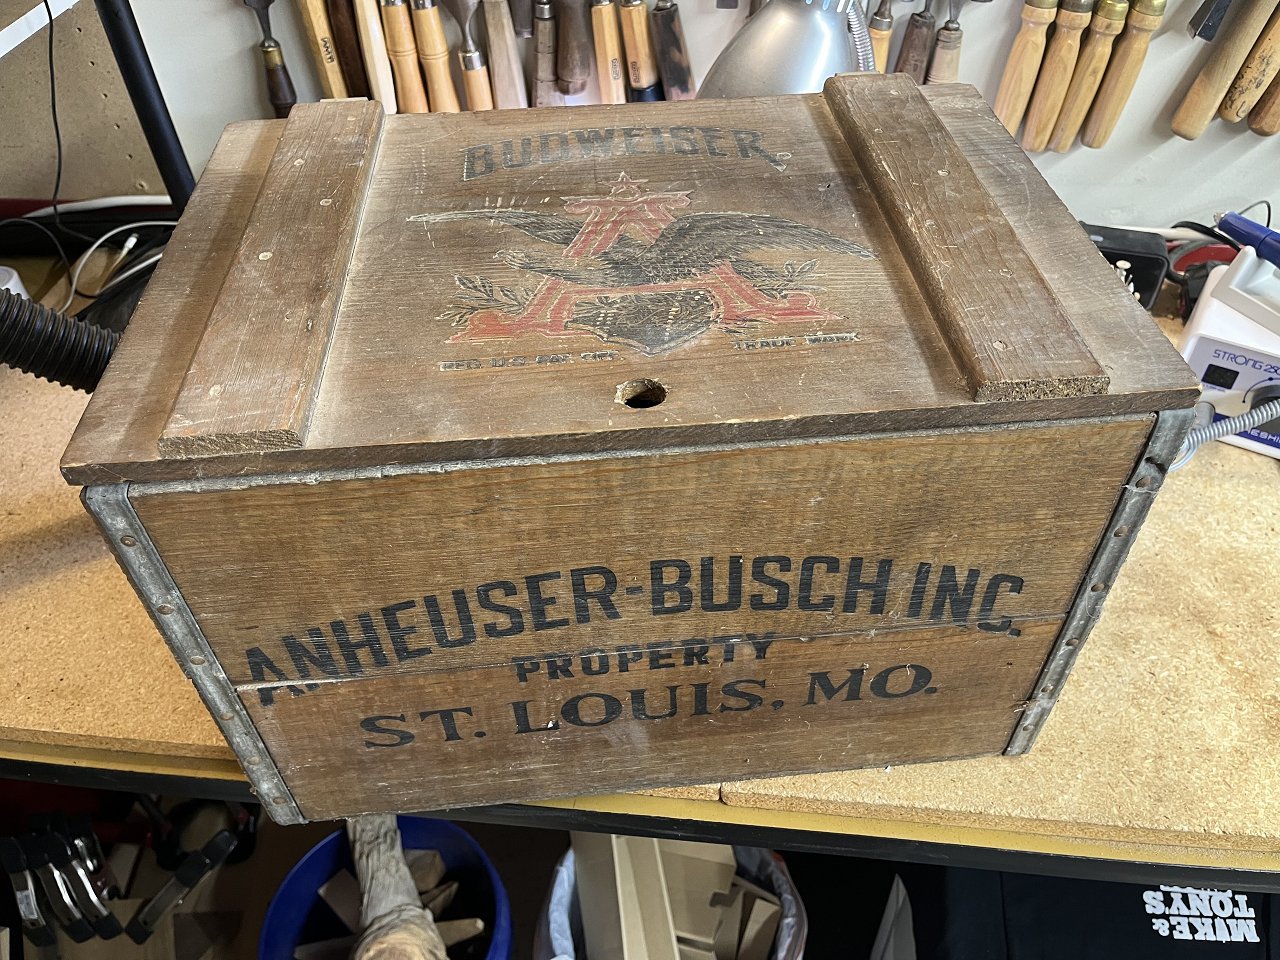 BUDWEISER
REG. U.S. PAT. OFF.
TRADE MARK
ANHEUSER-BUSCH INC.
PROPERTY
ST. LOUIS, MO.
STRONG
MIKE &
TONY'S